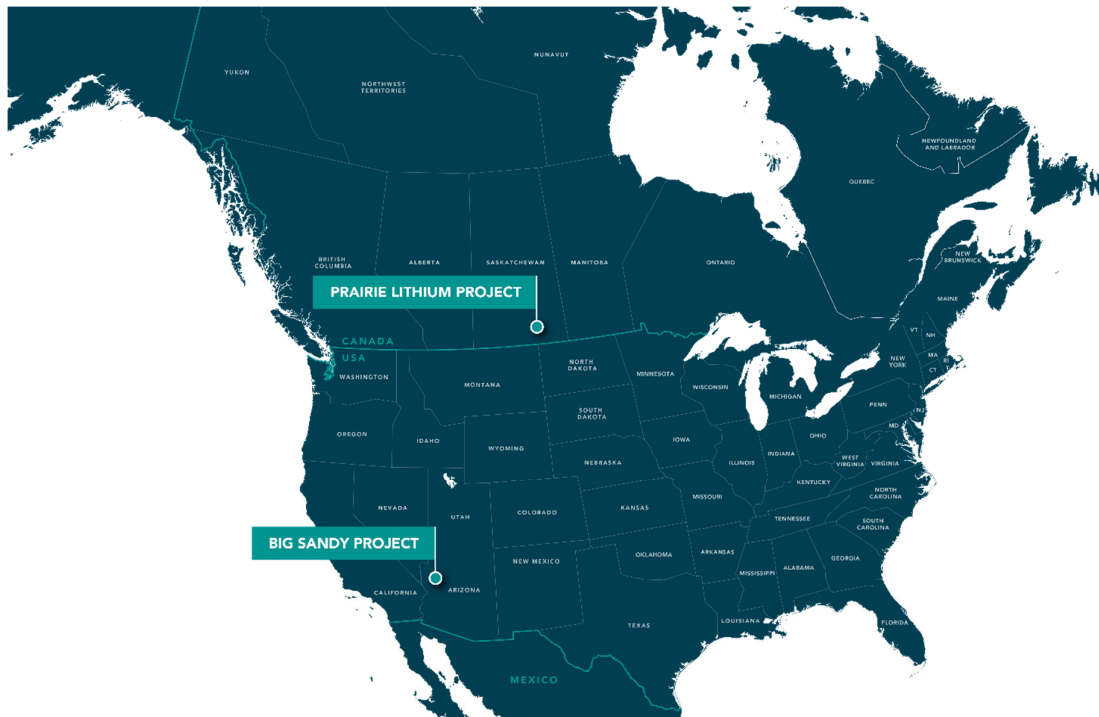 NUNAVUT
YUKON
NORTHWEST
TERRITORIES
NEWFOUNDLAND
AND LABRADOR
QUEBEC
BRITISH
COLUMBIA
ALBERTA
SASKATCHEWAN
MANITOBA
ONTARIO
NEW
BRUNSWICK
PRAIRIE LITHIUM PROJECT
MAINE
CANADA
USA
VT
NH
MA
RI
CT
NEW
YORK
WASHINGTON
MONTANA
NORTH
DAKOTA
MINNESOTA
WISCONSIN
MICHIGAN
PENN
NJ
MD
OREGON
IDAHO
SOUTH
DAKOTA
WYOMING
IOWA
NEBRASKA
ILLINOIS
INDIANA
OHIO
WEST
VIRGINIA
VIRGINIA
KENTUCKY
NORTH
CAROLINA
NEVADA
UTAH
COLORADO
KANSAS
MISSOURI
TENNESSEE
SOUTH
CAROLINA
BIG SANDY PROJECT
NEW MEXICO
OKLAHOMA
ARKANSAS
MISSISSIPPI
ALABAMA
GEORGIA
CALIFORNIA
ARIZONA
TEXAS
LOUISIANA
FLORIDA
MEXICO